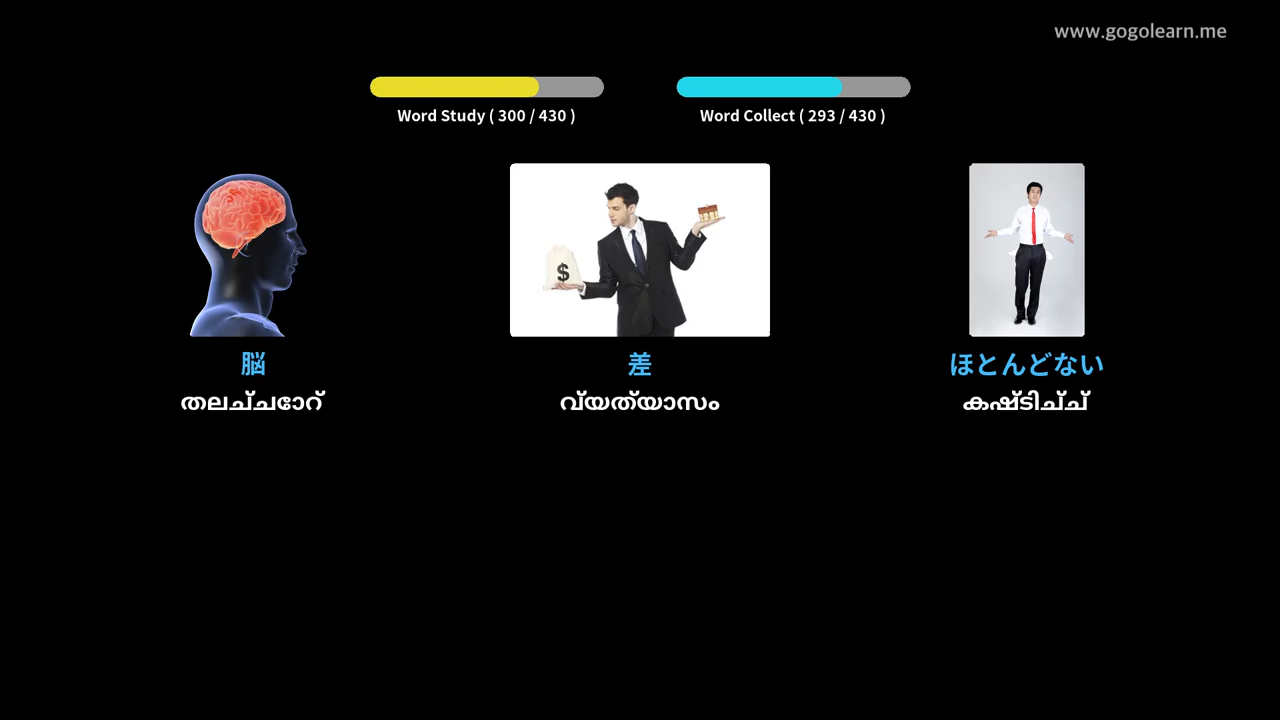 www.gogolearn.me
Word Study ( 300 / 430 )
Word Collect ( 293 / 430 )
脳
差
ほとんどない
തലച്ചോറ്
വ്യത്യാസം
കഷ്ടിച്ച്